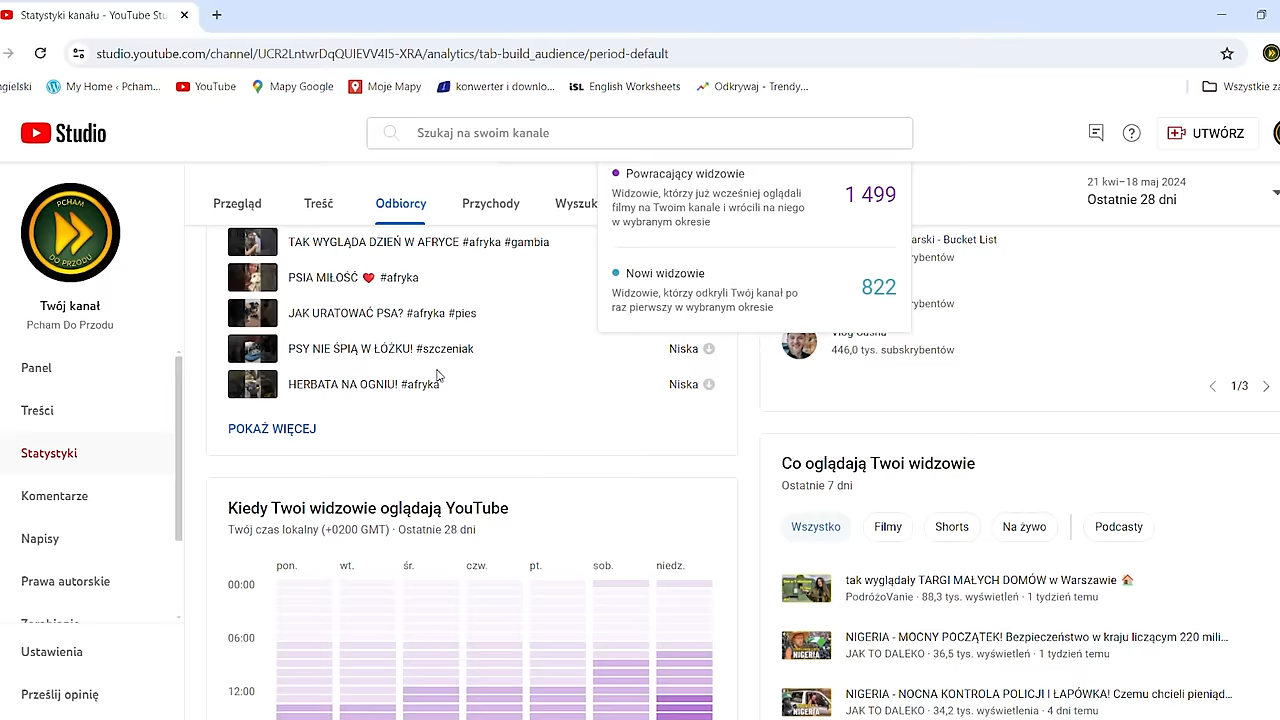 Statystyki kanału - YouTube Stu
studio.youtube.com/channel/UCR2LntwrDqQUIEVV4I5-XRA/analytics/tab-build_audience/period-default
gielski
My Home ‹ Pcham...
YouTube
Mapy Google
Moje Mapy
konwerter i downlo...
iSL English Worksheets
Odkrywaj - Trendy...
Wszystkie za
Studio
Szukaj na swoim kanale
UTWÓRZ
PCHAM
DO PRZODU
Twój kanał
Pcham Do Przodu
Panel
Treści
Statystyki
Komentarze
Napisy
Prawa autorskie
Ustawienia
Prześlij opinię
Przegląd
Treść
Odbiorcy
Przychody
Wyszuk
21 kwi–18 maj 2024
Ostatnie 28 dni
Powracający widzowie
Widzowie, którzy już wcześniej oglądali
filmy na Twoim kanale i wrócili na niego
w wybranym okresie
1 499
Nowi widzowie
Widzowie, którzy odkryli Twój kanał po
raz pierwszy w wybranym okresie
822
TAK WYGLĄDA DZIEŃ W AFRYCE #afryka #gambia
PSIA MIŁOŚĆ ❤️ #afryka
JAK URATOWAĆ PSA? #afryka #pies
PSY NIE ŚPIĄ W ŁÓŻKU! #szczeniak
Niska
HERBATA NA OGNIU! #afryka
Niska
POKAŻ WIĘCEJ
arski - Bucket List
rybentów
rybentów
446,0 tys. subskrybentów
1/3
Kiedy Twoi widzowie oglądają YouTube
Twój czas lokalny (+0200 GMT) · Ostatnie 28 dni
pon. wt. śr. czw. pt. sob. niedz.
00:00
06:00
12:00
Co oglądają Twoi widzowie
Ostatnie 7 dni
Wszystko
Filmy
Shorts
Na żywo
Podcasty
tak wyglądały TARGI MAŁYCH DOMÓW w Warszawie 🏠
PodróżoVanie · 88,3 tys. wyświetleń · 1 tydzień temu
NIGERIA - MOCNY POCZĄTEK! Bezpieczeństwo w kraju liczącym 220 mili...
JAK TO DALEKO · 36,5 tys. wyświetleń · 1 tydzień temu
NIGERIA - NOCNA KONTROLA POLICJI I ŁAPÓWKA! Czemu chcieli pieniąd...
JAK TO DALEKO · 34,2 tys. wyświetleń · 4 dni temu